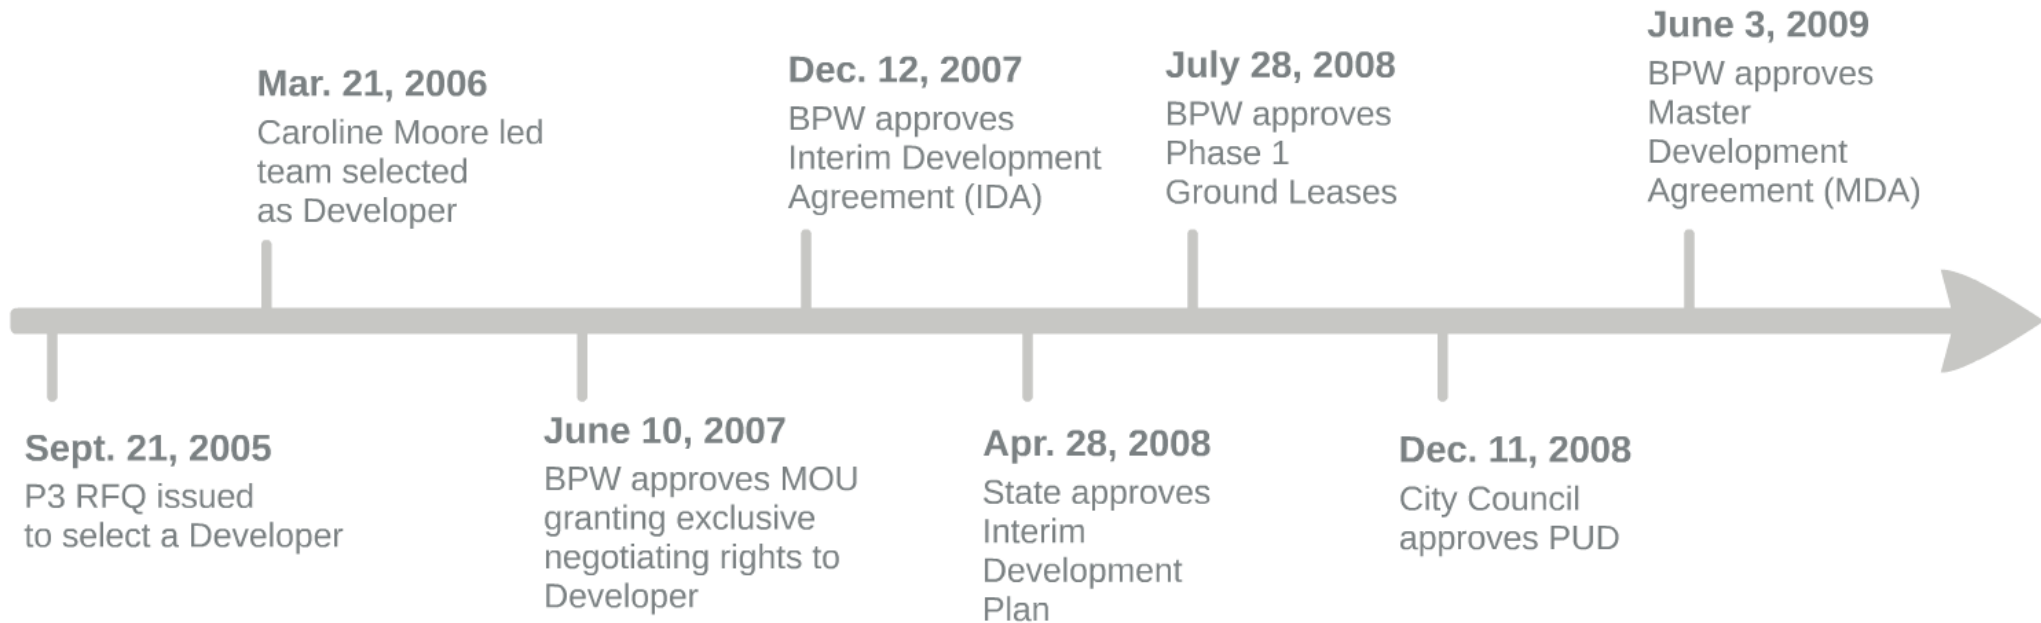 Sept. 21, 2005
P3 RFQ issued
to select a Developer
Mar. 21, 2006
Caroline Moore led
team selected
as Developer
June 10, 2007
BPW approves MOU
granting exclusive
negotiating rights to
Developer
Dec. 12, 2007
BPW approves
Interim Development
Agreement (IDA)
Apr. 28, 2008
State approves
Interim
Development
Plan
July 28, 2008
BPW approves
Phase 1
Ground Leases
Dec. 11, 2008
City Council
approves PUD
June 3, 2009
BPW approves
Master
Development
Agreement (MDA)